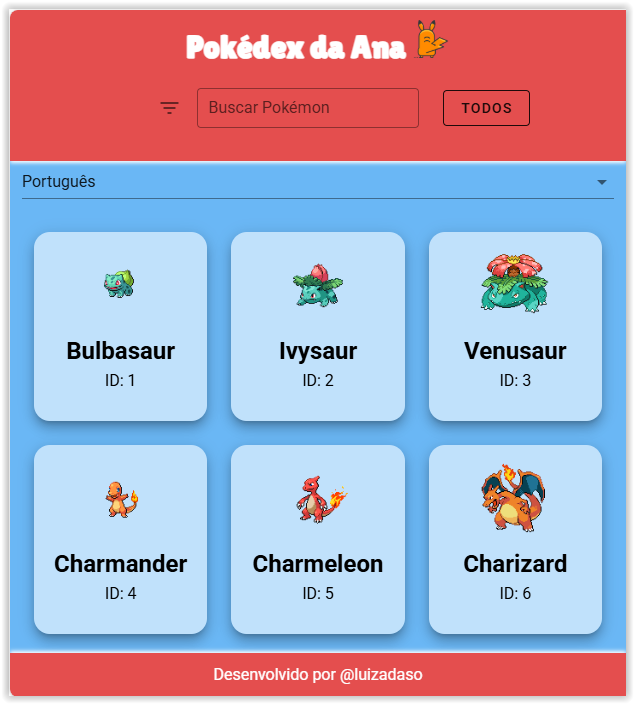 Pokédex da Ana
Buscar Pokémon
TODOS
Português
Bulbasaur
ID: 1
Ivysaur
ID: 2
Venusaur
ID: 3
Charmander
ID: 4
Charmeleon
ID: 5
Charizard
ID: 6
Desenvolvido por @luizadaso